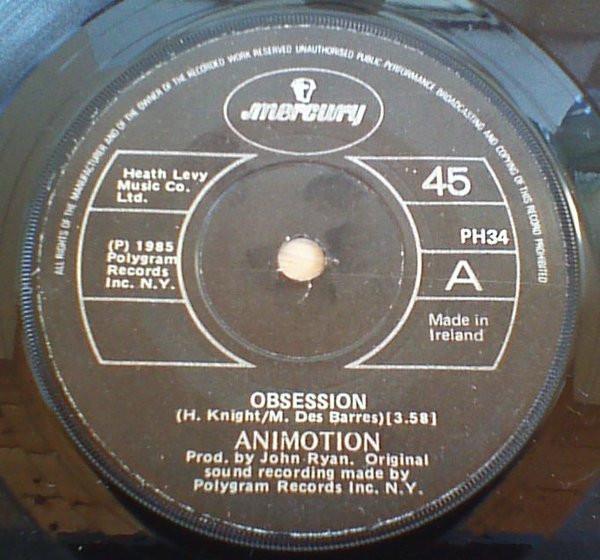 ALL RIGHTS OF THE MANUFACTURER AND OF THE OWNER OF THE RECORDED WORK RESERVED UNAUTHORISED PUBLIC PERFORMANCE BROADCASTING AND COPYING OF THIS RECORD PROHIBITED
mercury
Heath Levy
Music Co.
Ltd.
(P) 1985
Polygram
Records
Inc. N.Y.
45
PH34
A
Made in
Ireland
OBSESSION
(H. Knight/M. Des Barres)[3.58]
ANIMOTION
Prod. by John Ryan. Original
sound recording made by
Polygram Records Inc. N.Y.